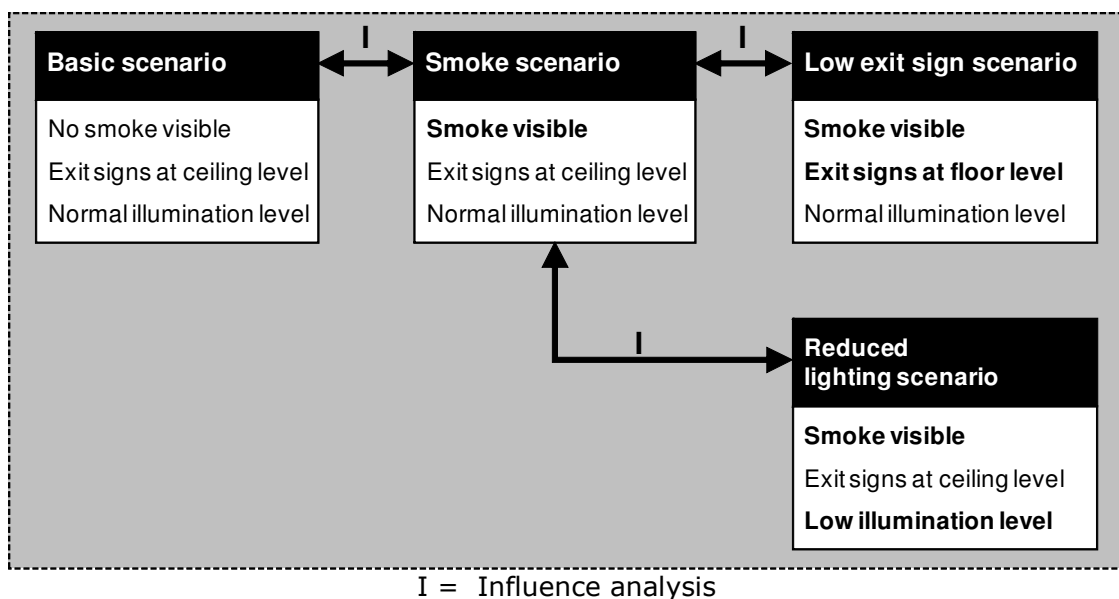 I
I
Basic scenario
Smoke scenario
Low exit sign scenario
No smoke visible
Exit signs at ceiling level
Normal illumination level
Smoke visible
Exit signs at ceiling level
Normal illumination level
Smoke visible
Exit signs at floor level
Normal illumination level
I
Reduced
lighting scenario
Smoke visible
Exit signs at ceiling level
Low illumination level
I = Influence analysis